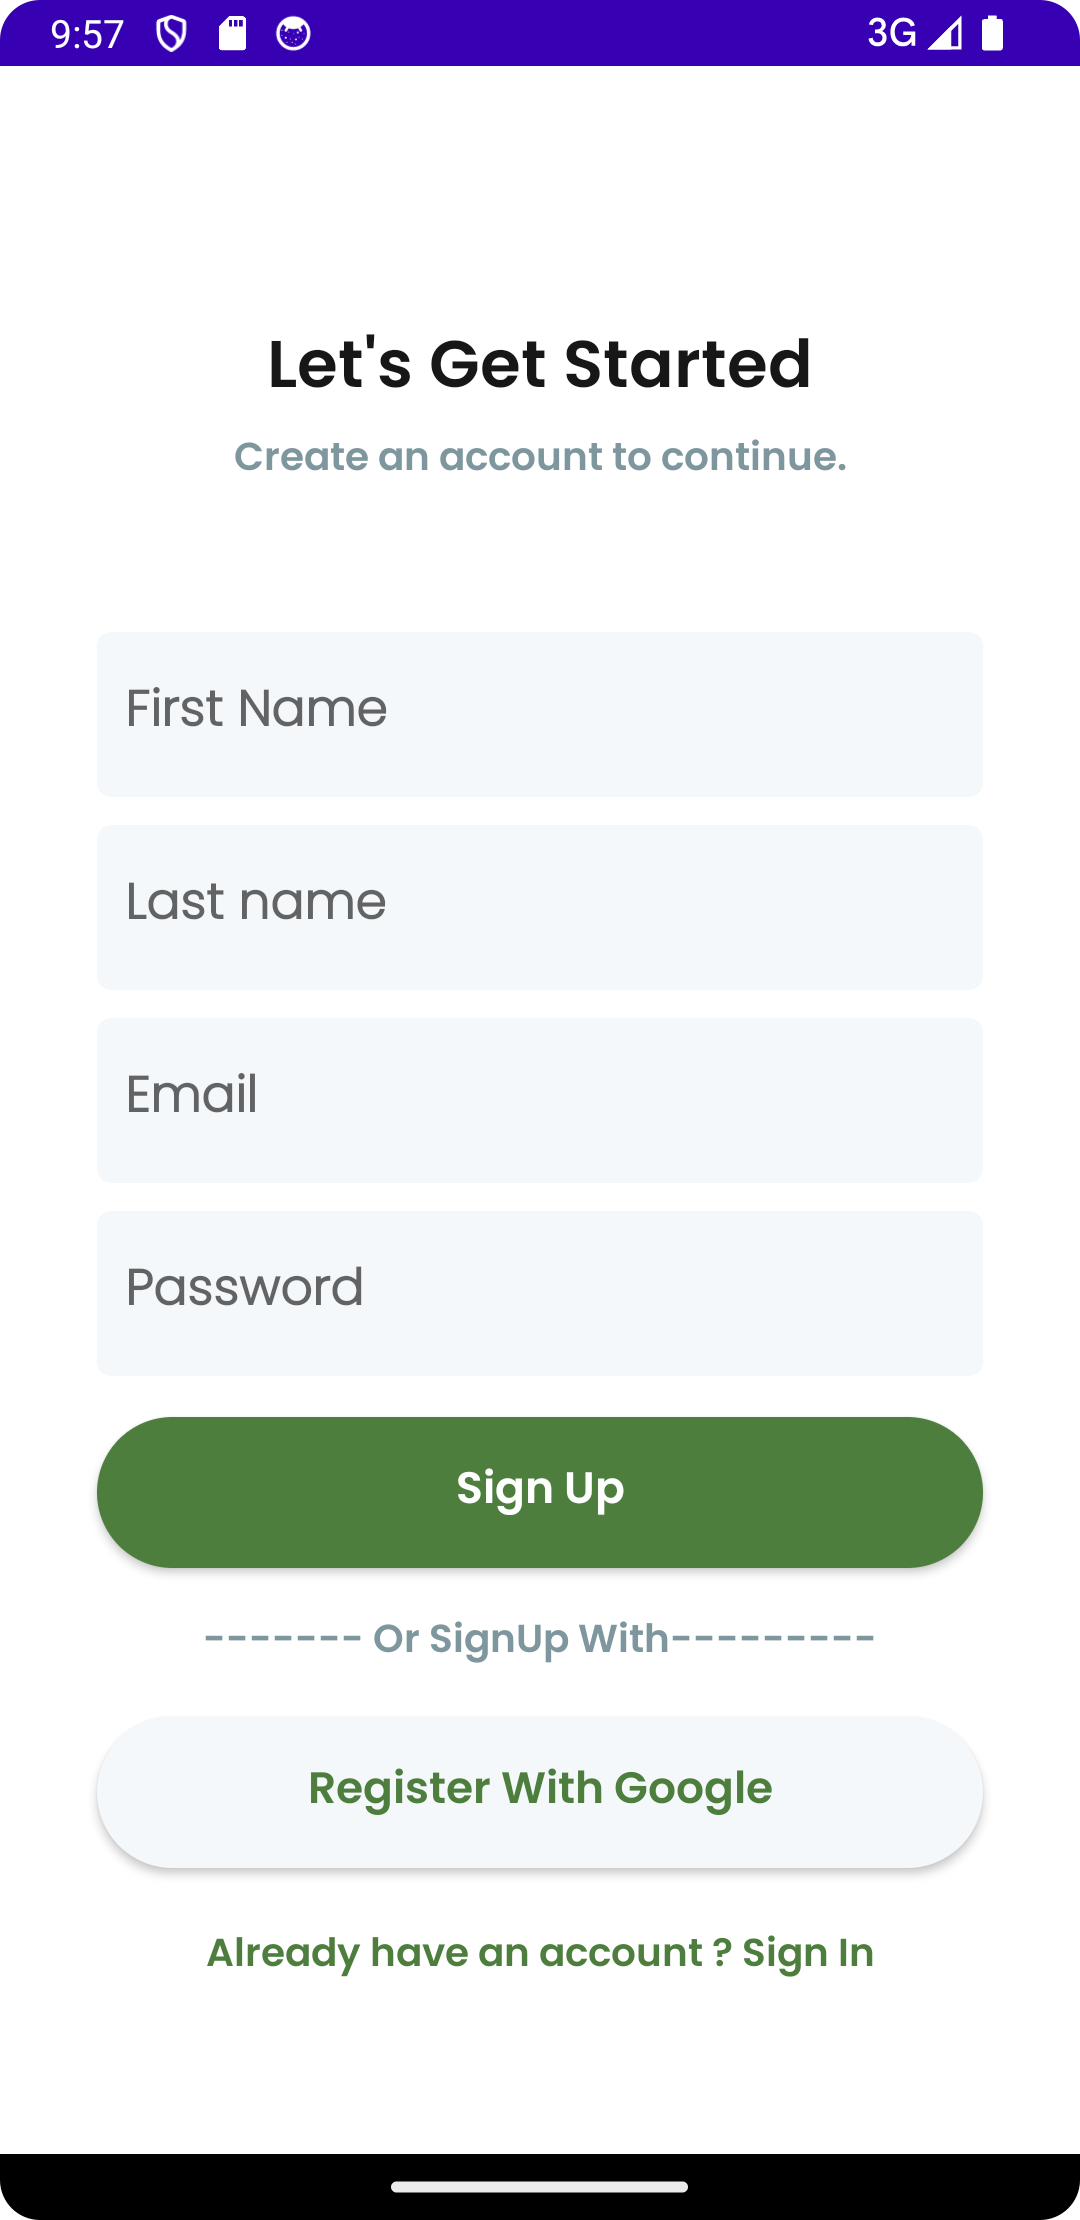 9:57 3G
Let's Get Started
Create an account to continue.
First Name
Last name
Email
Password
Sign Up
------- Or SignUp With---------
Register With Google
Already have an account ? Sign In